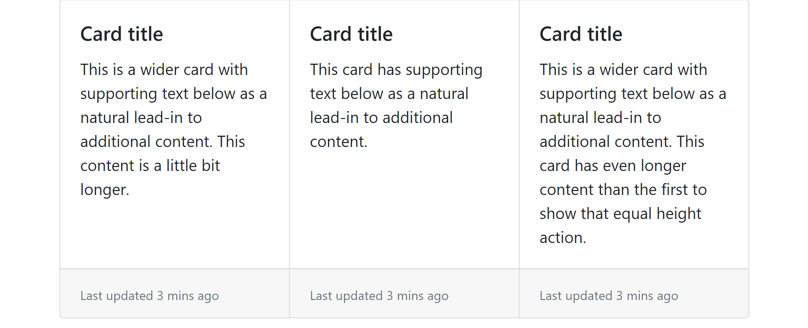 Card title
This is a wider card with
supporting text below as a
natural lead-in to
additional content. This
content is a little bit
longer.
Last updated 3 mins ago
Card title
This card has supporting
text below as a natural
lead-in to additional
content.
Last updated 3 mins ago
Card title
This is a wider card with
supporting text below as a
natural lead-in to
additional content. This
card has even longer
content than the first to
show that equal height
action.
Last updated 3 mins ago